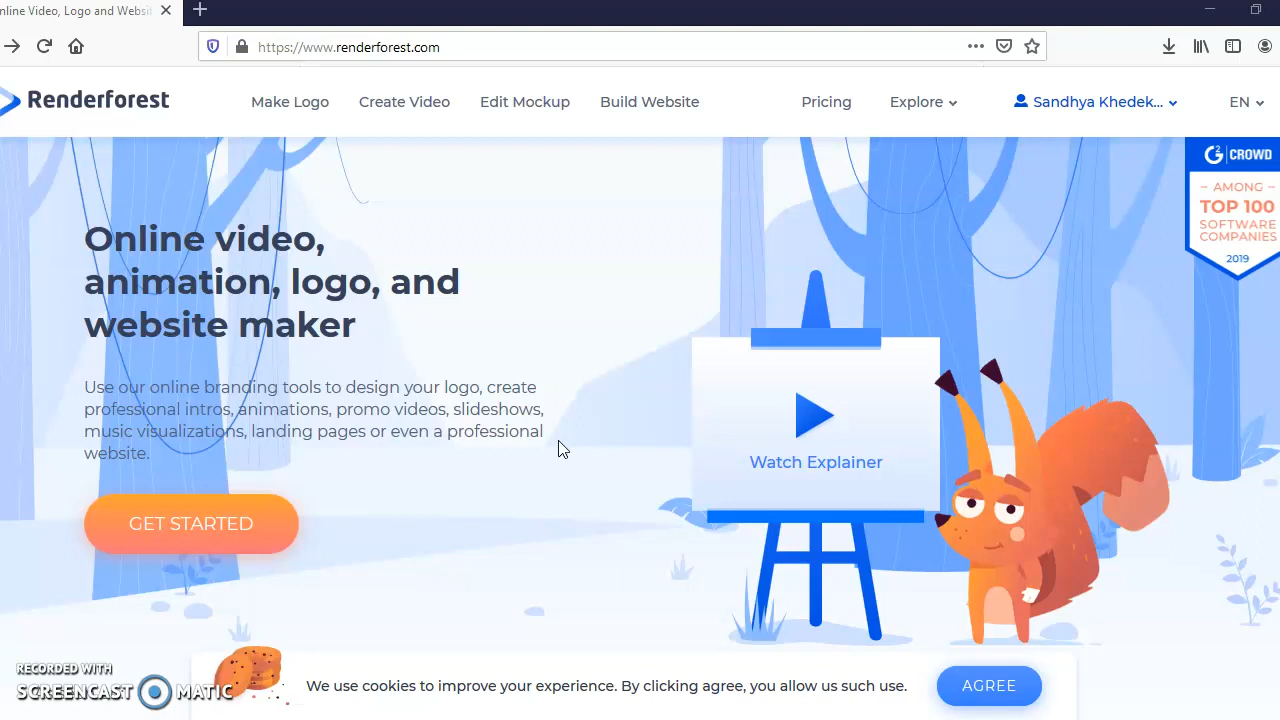 nline Video, Logo and Websit
https://www.renderforest.com
Renderforest
Make Logo
Create Video
Edit Mockup
Build Website
Pricing
Explore
Sandhya Khedek...
EN
G2 CROWD
- AMONG -
TOP 100
SOFTWARE
COMPANIES
2019
Online video,
animation, logo, and
website maker
Use our online branding tools to design your logo, create
professional intros, animations, promo videos, slideshows,
music visualizations, landing pages or even a professional
website.
GET STARTED
Watch Explainer
RECORDED WITH
SCREENCAST MATIC
We use cookies to improve your experience. By clicking agree, you allow us such use.
AGREE